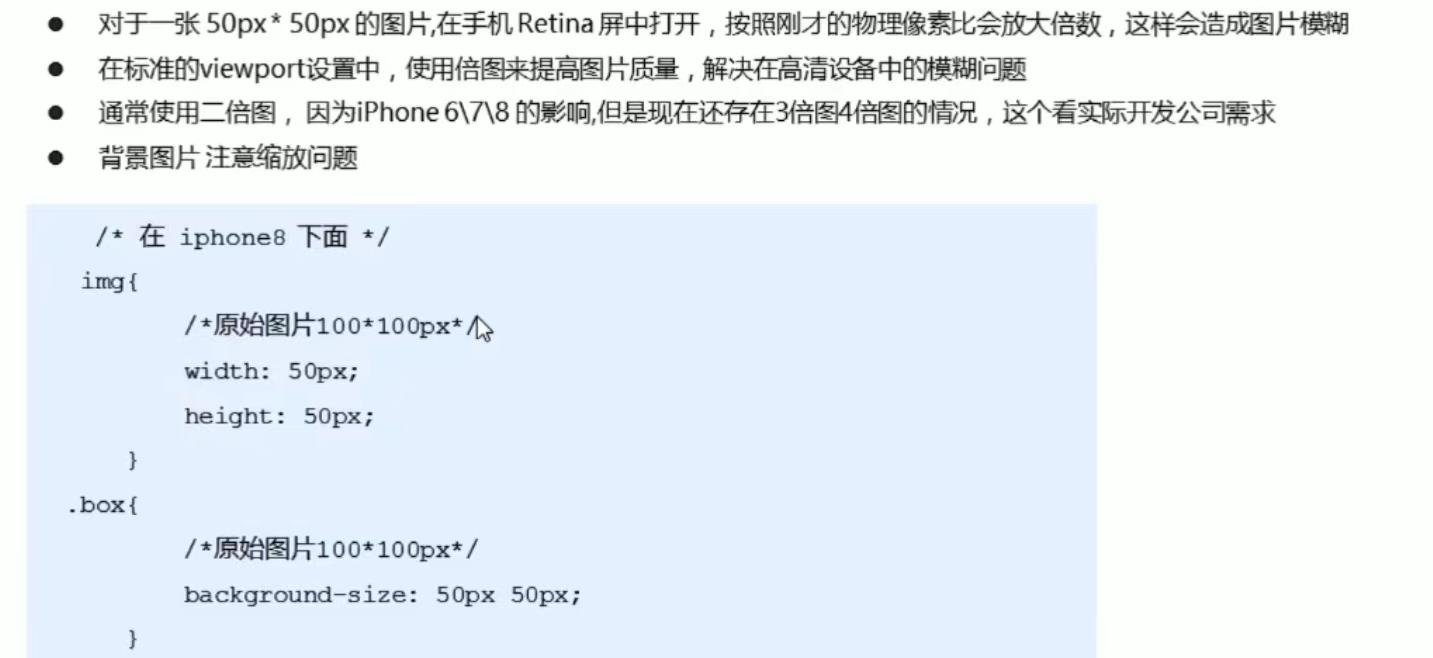 ● 对于一张 50px * 50px 的图片,在手机 Retina 屏中打开，按照刚才的物理像素比会放大倍数，这样会造成图片模糊
● 在标准的viewport设置中，使用倍图来提高图片质量，解决在高清设备中的模糊问题
● 通常使用二倍图， 因为iPhone 6\7\8 的影响,但是现在还存在3倍图4倍图的情况，这个看实际开发公司需求
● 背景图片 注意缩放问题
/* 在 iphone8 下面 */
img{
/*原始图片100*100px*/
width: 50px;
height: 50px;
}
.box{
/*原始图片100*100px*/
background-size: 50px 50px;
}